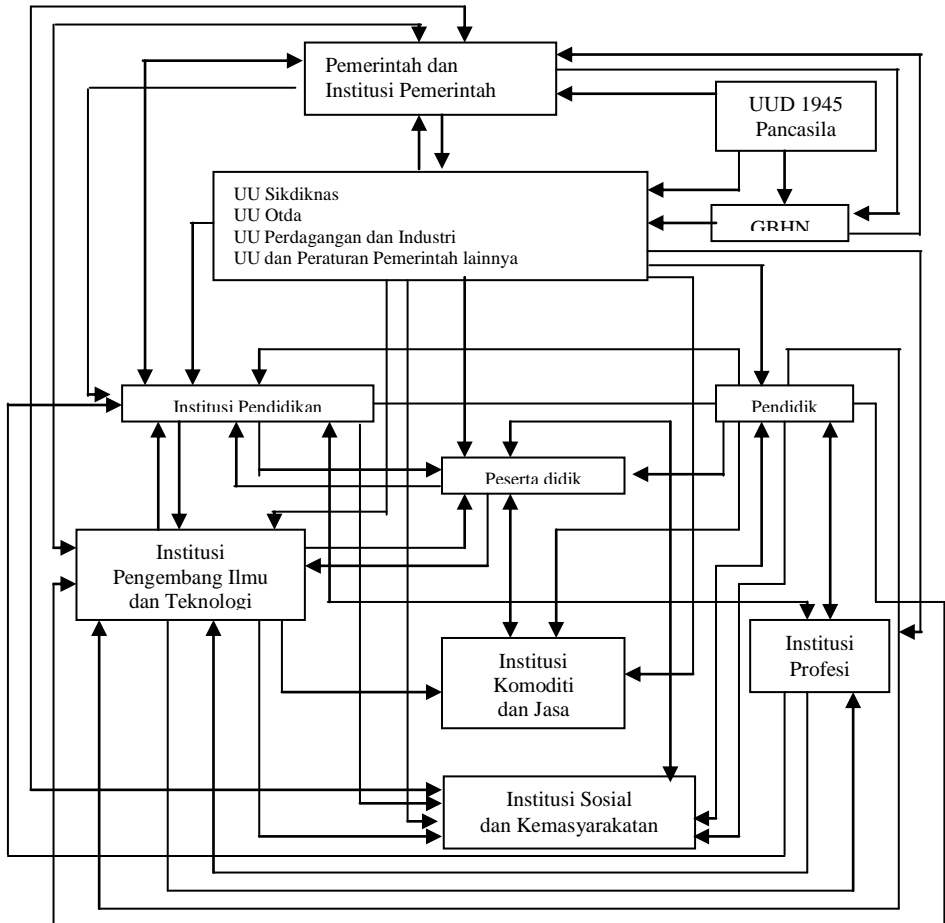 Pemerintah dan
Institusi Pemerintah
UUD 1945
Pancasila
UU Sikdiknas
UU Otda
UU Perdagangan dan Industri
UU dan Peraturan Pemerintah lainnya
GBHN
Institusi Pendidikan
Pendidik
Peserta didik
Institusi
Pengembang Ilmu
dan Teknologi
Institusi
Profesi
Institusi
Komoditi
dan Jasa
Institusi Sosial
dan Kemasyarakatan